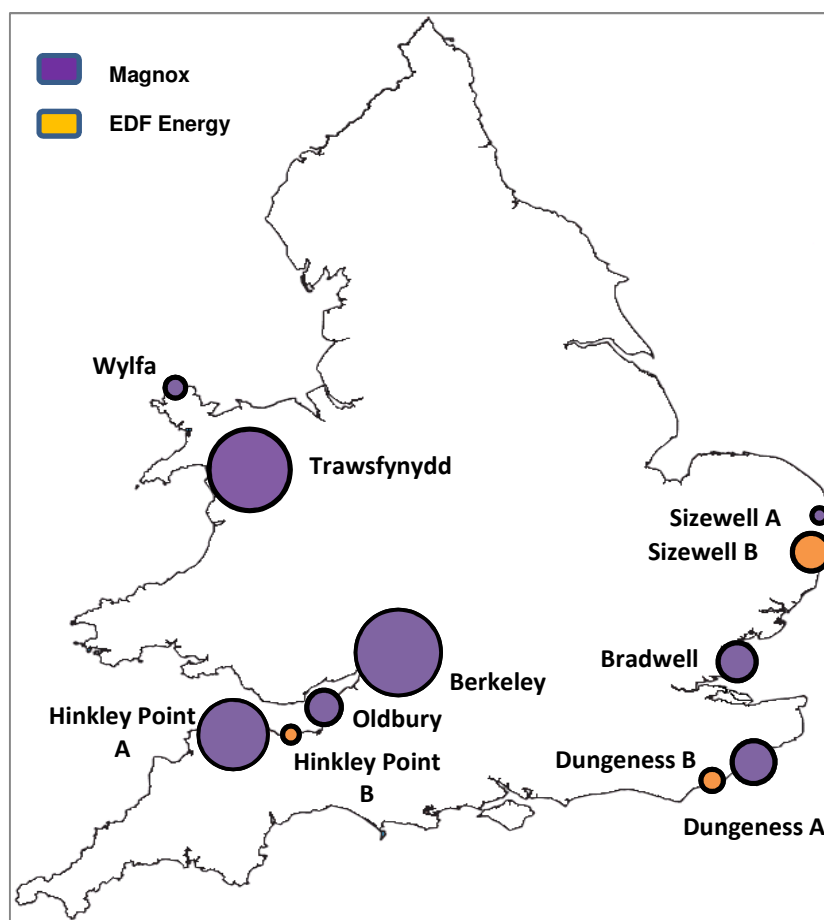 Magnox
EDF Energy
Wylfa
Trawsfynydd
Sizewell A
Sizewell B
Bradwell
Berkeley
Hinkley Point
A
Oldbury
Hinkley Point
B
Dungeness B
Dungeness A